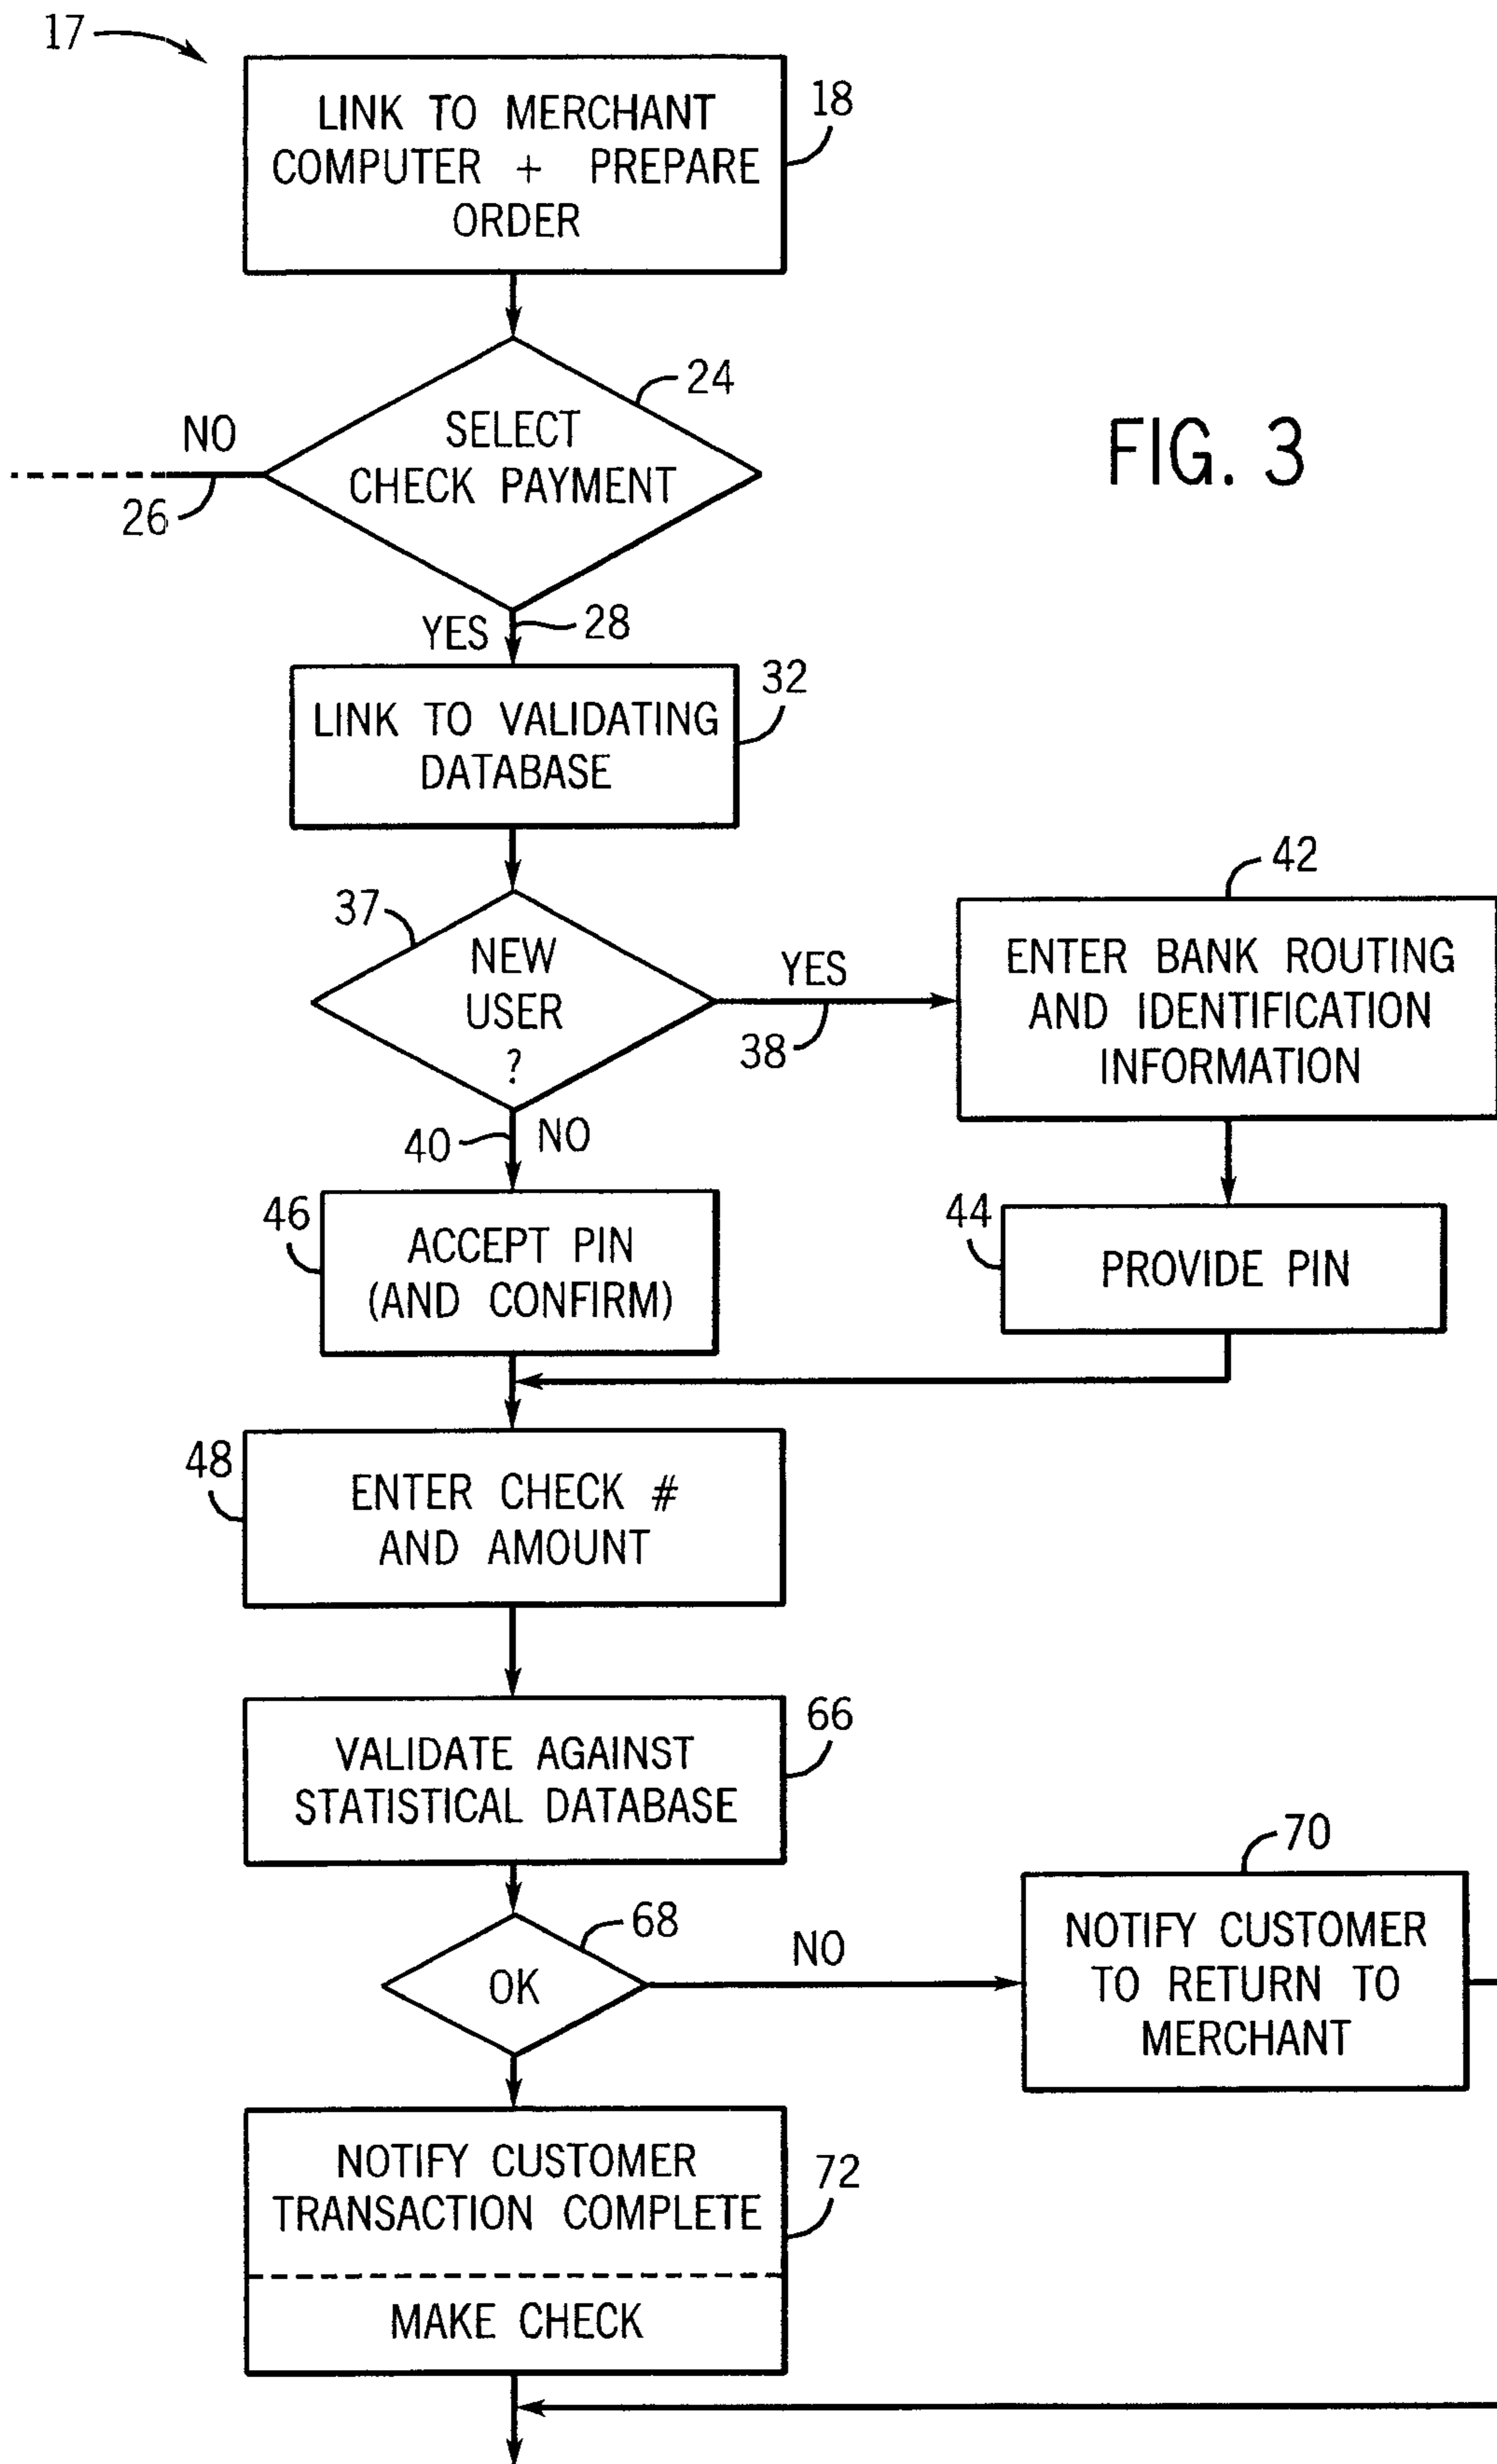 17
LINK TO MERCHANT
COMPUTER + PREPARE
ORDER
18
24
SELECT
CHECK PAYMENT
NO
26
FIG. 3
YES
28
32
LINK TO VALIDATING
DATABASE
37
NEW
USER
?
YES
38
42
ENTER BANK ROUTING
AND IDENTIFICATION
INFORMATION
40
NO
46
ACCEPT PIN
(AND CONFIRM)
44
PROVIDE PIN
48
ENTER CHECK #
AND AMOUNT
66
VALIDATE AGAINST
STATISTICAL DATABASE
68
OK
NO
70
NOTIFY CUSTOMER
TO RETURN TO
MERCHANT
NOTIFY CUSTOMER
TRANSACTION COMPLETE
72
MAKE CHECK